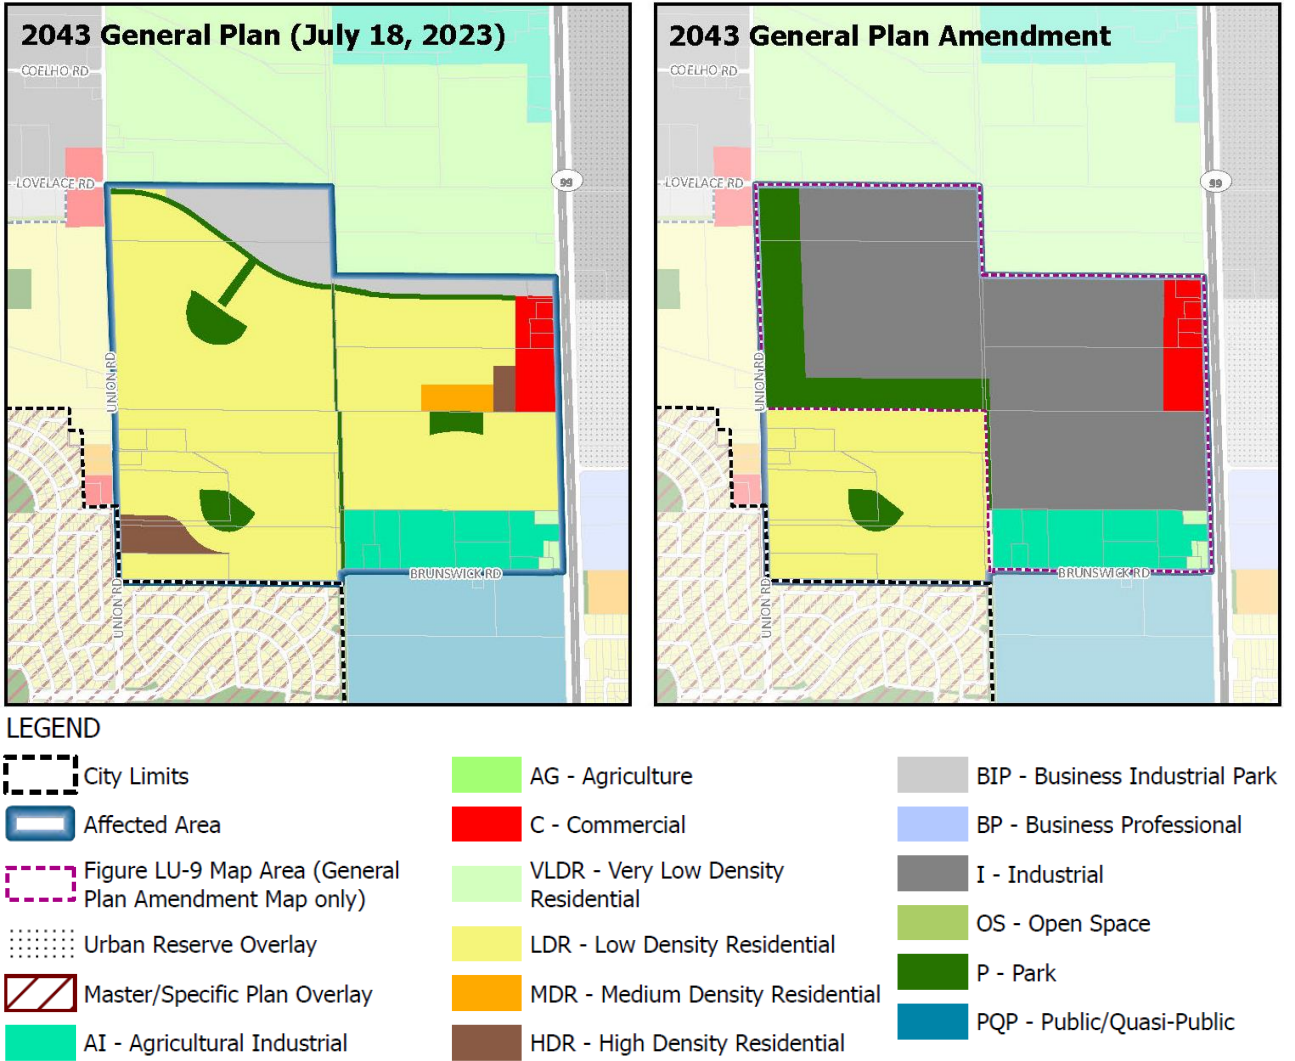 2043 General Plan (July 18, 2023)
COELHO RD
LOVELACE RD
99
UNION RD
BRUNSWICK RD
UNION RD
2043 General Plan Amendment
COELHO RD
LOVELACE RD
99
UNION RD
BRUNSWICK RD
UNION RD
LEGEND
City Limits
Affected Area
Figure LU-9 Map Area (General
Plan Amendment Map only)
Urban Reserve Overlay
Master/Specific Plan Overlay
AI - Agricultural Industrial
AG - Agriculture
C - Commercial
VLDR - Very Low Density
Residential
LDR - Low Density Residential
MDR - Medium Density Residential
HDR - High Density Residential
BIP - Business Industrial Park
BP - Business Professional
I - Industrial
OS - Open Space
P - Park
PQP - Public/Quasi-Public